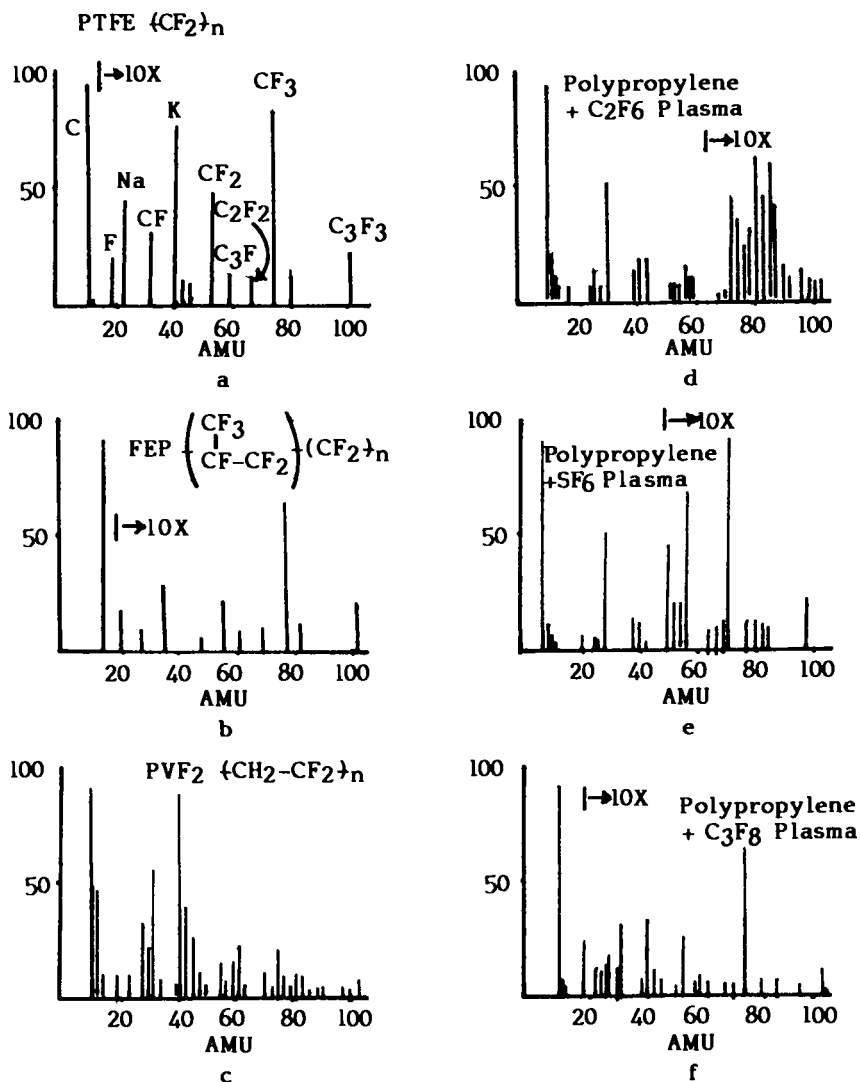 PTFE {CF2}n
100
→10X
CF3
C
K
Na
CF2
50
C2F2
F
CF
C3F
C3F3
20 40 60 80 100
AMU
a
100
Polypropylene
+ C2F6 Plasma
→10X
50
20 40 60 80 100
AMU
d
100
FEP (CF3
CF-CF2)(CF2)n
→10X
50
20 40 60 80 100
AMU
b
100
→10X
Polypropylene
+SF6 Plasma
50
20 40 60 80 100
AMU
e
100
PVF2 {CH2-CF2}n
50
20 40 60 80 100
AMU
c
100
→10X
Polypropylene
+ C3F8 Plasma
50
20 40 60 80 100
AMU
f